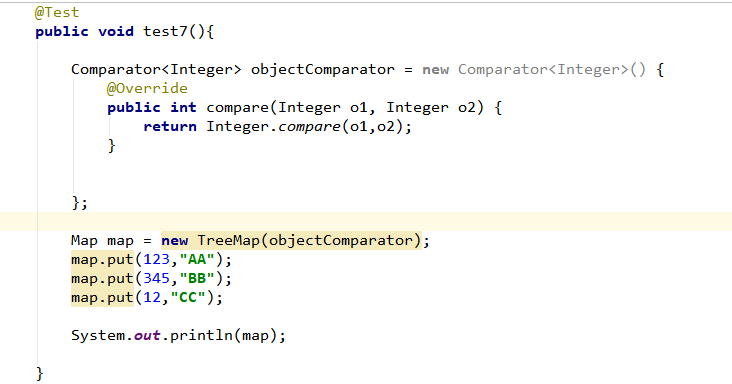 @Test
public void test7(){
Comparator<Integer> objectComparator = new Comparator<Integer>() {
@Override
public int compare(Integer o1, Integer o2) {
return Integer.compare(o1,o2);
}
};
Map map = new TreeMap(objectComparator);
map.put(123,"AA");
map.put(345,"BB");
map.put(12,"CC");
System.out.println(map);
}